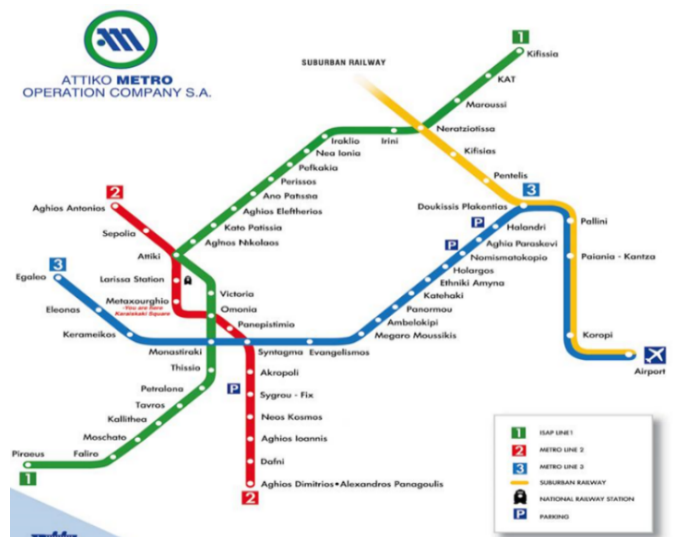 ATTIKO METRO
OPERATION COMPANY S.A.
SUBURBAN RAILWAY
1
Kifissia
KAT
Maroussi
Neratziotissa
Irini
Iraklio
Nea Ionia
Pefkakia
Perissos
Ano Patissia
Aghios Eleftherios
Kato Patissia
Aghios Nikolaos
Kifisias
Pentelis
3
Doukissis Plakentias
P
Halandri
Aghia Paraskevi
P
Nomismatokopio
Holargos
Ethniki Amyna
Katehaki
Panormou
Ambelokipi
Megaro Moussikis
Pallini
Paiania - Kantza
Koropi
Airport
2
Aghios Antonios
Sepolia
Attiki
3
Egaleo
Larissa Station
Eleonas
Metaxourghio
-You are here
Karaiskaki Square
Kerameikos
Victoria
Omonia
Panepistimio
Monastiraki
Syntagma
Evangelismos
Thissio
Akropoli
Petralona
P
Sygrou - Fix
Tavros
Kallithea
Neos Kosmos
Moschato
Aghios Ioannis
Piraeus
Faliro
Dafni
1
Aghios Dimitrios•Alexandros Panagoulis
2
1 ISAP LINE1
2 METRO LINE 2
3 METRO LINE 3
SUBURBAN RAILWAY
NATIONAL RAILWAY STATION
P PARKING